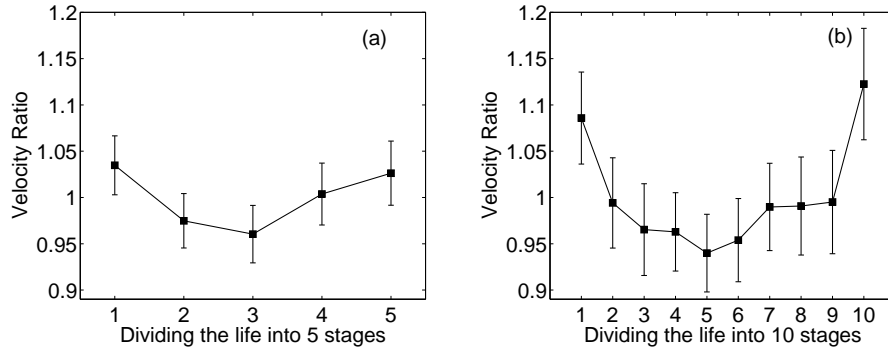 (a)
Velocity Ratio
1.2
1.15
1.1
1.05
1
0.95
0.9
1 2 3 4 5
Dividing the life into 5 stages
(b)
Velocity Ratio
1.2
1.15
1.1
1.05
1
0.95
0.9
1 2 3 4 5 6 7 8 9 10
Dividing the life into 10 stages